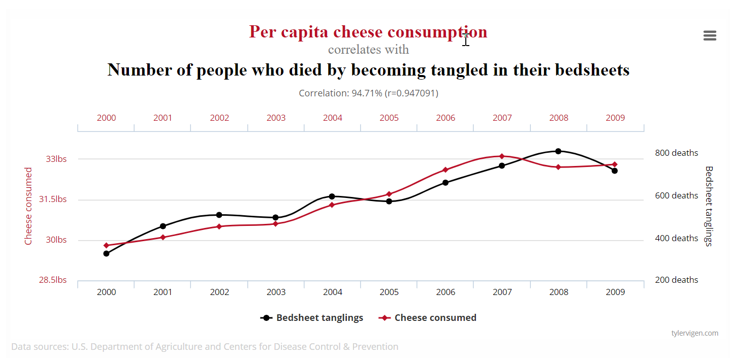 Per capita cheese consumption
correlates with
Number of people who died by becoming tangled in their bedsheets
Correlation: 94.71% (r=0.947091)
2000 2001 2002 2003 2004 2005 2006 2007 2008 2009
Cheese consumed
33lbs
31.5lbs
30lbs
28.5lbs
800 deaths
600 deaths
400 deaths
200 deaths
Bedsheet tanglings
2000 2001 2002 2003 2004 2005 2006 2007 2008 2009
Bedsheet tanglings Cheese consumed
tylervigen.com
Data sources: U.S. Department of Agriculture and Centers for Disease Control & Prevention